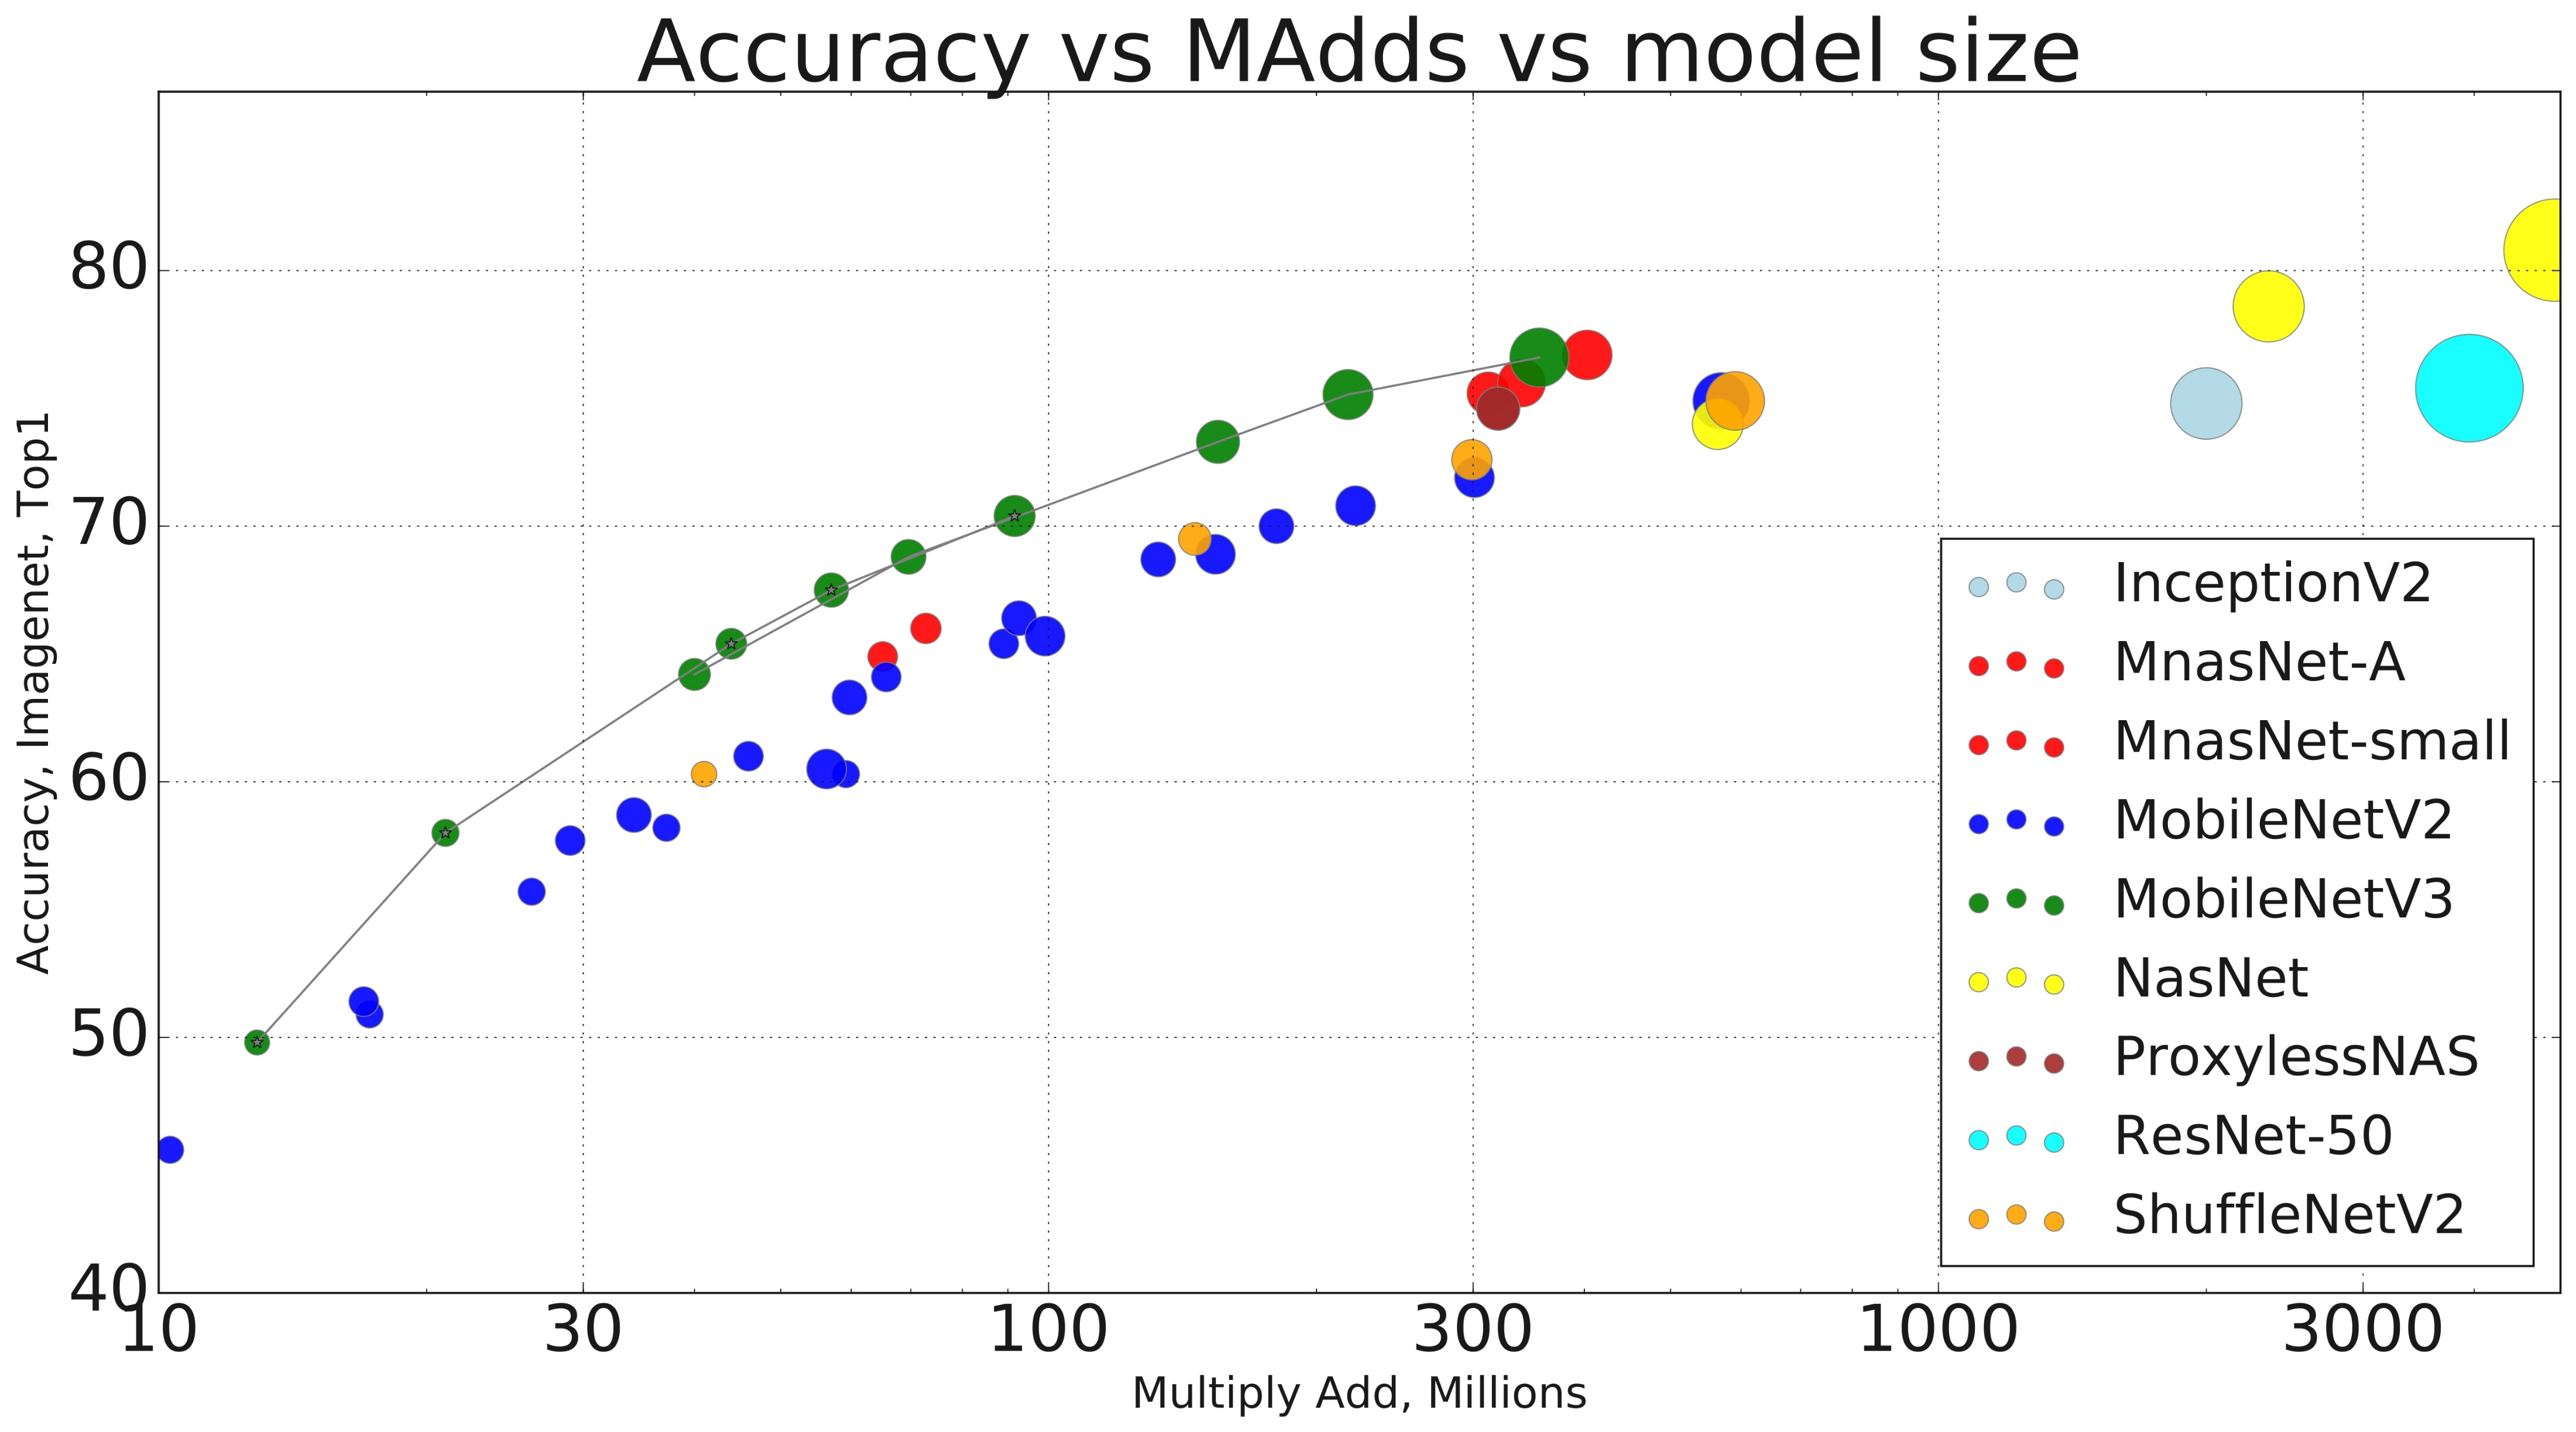 Accuracy vs MAdds vs model size
Accuracy, Imagenet, Top1
80
70
60
50
40
10 30 100 300 1000 3000
Multiply Add, Millions
InceptionV2
MnasNet-A
MnasNet-small
MobileNetV2
MobileNetV3
NasNet
ProxylessNAS
ResNet-50
ShuffleNetV2